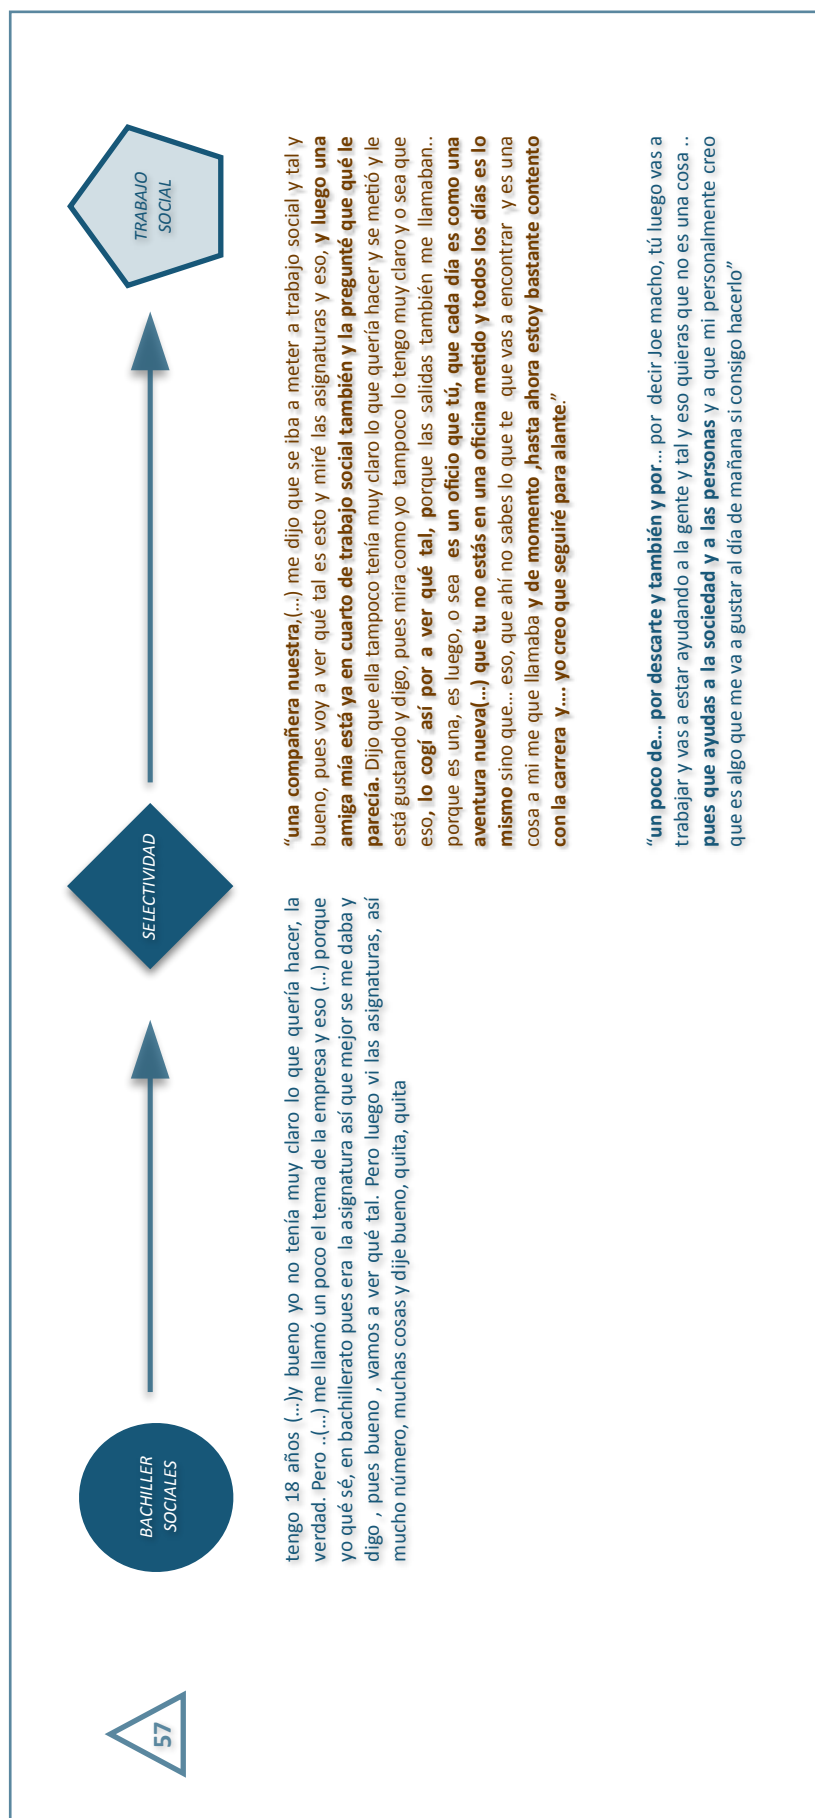 57
BACHILLER
SOCIALES
SELECTIVIDAD
TRABAJO
SOCIAL
tengo 18 años (...)y bueno yo no tenía muy claro lo que quería hacer, la
verdad. Pero ..(...) me llamó un poco el tema de la empresa y eso (...) porque
yo qué sé, en bachillerato pues era la asignatura así que mejor se me daba y
digo , pues bueno , vamos a ver qué tal. Pero luego vi las asignaturas, así
mucho número, muchas cosas y dije bueno, quita, quita
“una compañera nuestra,(...) me dijo que se iba a meter a trabajo social y tal y
bueno, pues voy a ver qué tal es esto y miré las asignaturas y eso, y luego una
amiga mía está ya en cuarto de trabajo social también y la pregunté que qué le
parecía. Dijo que ella tampoco tenía muy claro lo que quería hacer y se metió y le
está gustando y digo, pues mira como yo tampoco lo tengo muy claro y o sea que
eso, lo cogí así por a ver qué tal, porque las salidas también me llamaban..
porque es una, es luego, o sea es un oficio que tú, que cada día es como una
aventura nueva(...) que tu no estás en una oficina metido y todos los días es lo
mismo sino que... eso, que ahí no sabes lo que te que vas a encontrar y es una
cosa a mi me que llamaba y de momento ,hasta ahora estoy bastante contento
con la carrera y.... yo creo que seguiré para alante.”
“un poco de... por descarte y también y por... por decir Joe macho, tú luego vas a
trabajar y vas a estar ayudando a la gente y tal y eso quieras que no es una cosa ..
pues que ayudas a la sociedad y a las personas y a que mi personalmente creo
que es algo que me va a gustar al día de mañana si consigo hacerlo”